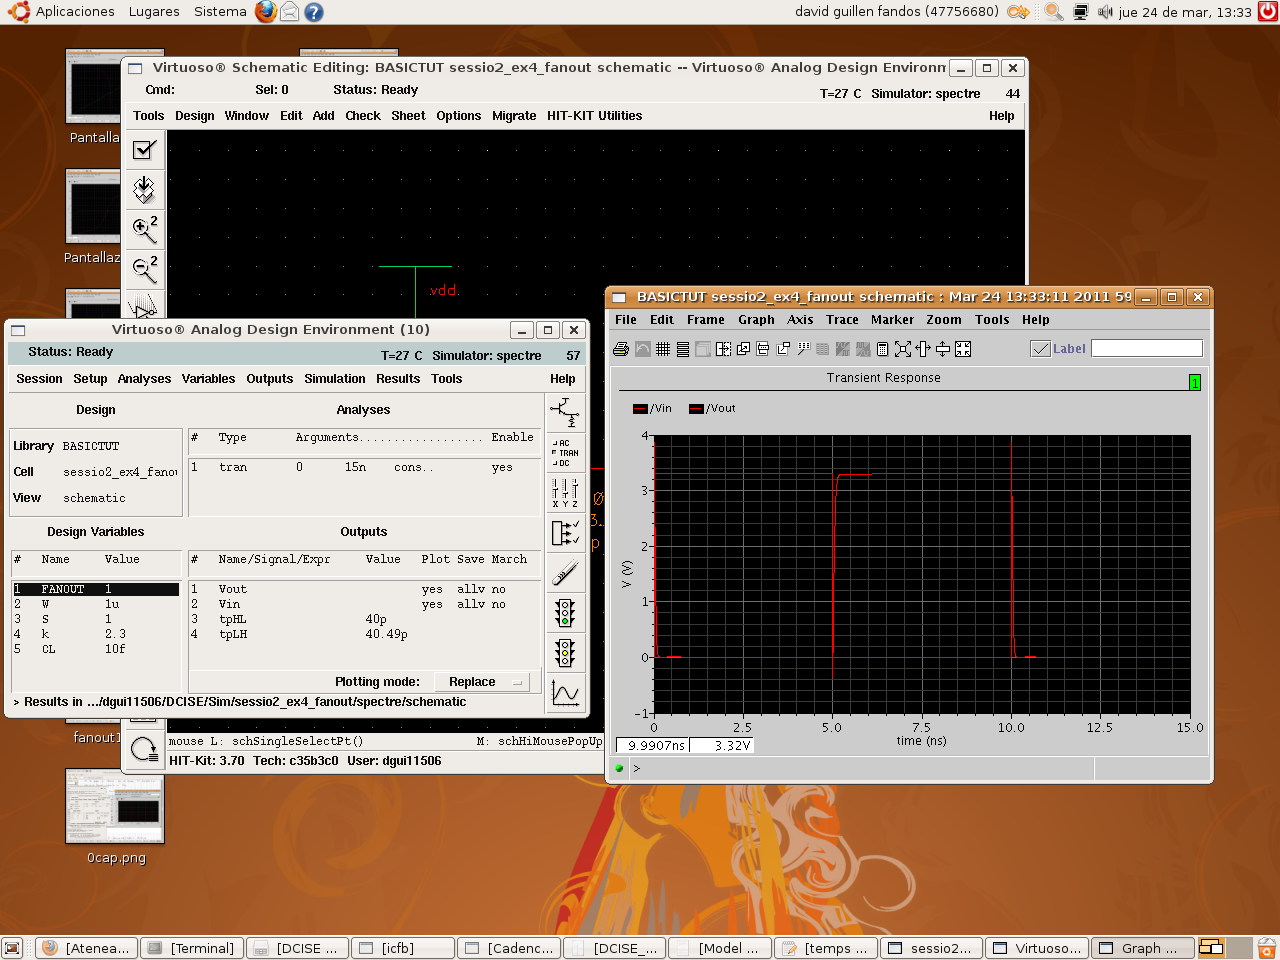 Aplicaciones Lugares Sistema
david guillen fandos (47756680)
jue 24 de mar, 13:33
Virtuoso® Schematic Editing: BASICTUT sessio2_ex4_fanout schematic -- Virtuoso® Analog Design Environm
Cmd: Sel: 0 Status: Ready
T=27 C Simulator: spectre 44
Tools Design Window Edit Add Check Sheet Options Migrate HIT-KIT Utilities Help
vdd
mouse L: schSingleSelectPt()
M: schHiMousePopUp
HIT-Kit: 3.70 Tech: c35b3c0 User: dgui11506
Virtuoso® Analog Design Environment (10)
Status: Ready
T=27 C Simulator: spectre 57
Session Setup Analyses Variables Outputs Simulation Results Tools Help
Design
Library BASICTUT
Cell sessio2_ex4_fanou
View schematic
Analyses
# Type Arguments................... Enable
1 tran 0 15n cons.. yes
Design Variables
# Name Value
1 FANOUT 1
2 W 1u
3 S 1
4 k 2.3
5 CL 10f
Outputs
# Name/Signal/Expr Value Plot Save March
1 Vout yes allv no
2 Vin yes allv no
3 tpHL 40p
4 tpLH 40.49p
Plotting mode: Replace
> Results in .../dgui11506/DCISE/Sim/sessio2_ex4_fanout/spectre/schematic
AC
TRAN
DC
X Y Z
BASICTUT sessio2_ex4_fanout schematic : Mar 24 13:33:11 2011 59
File Edit Frame Graph Axis Trace Marker Zoom Tools Help
Label
Transient Response
1
/Vin /Vout
4
3
2
1
0
-1
V (V)
0 2.5 5.0 7.5 10.0 12.5 15.0
time (ns)
9.9907ns 3.32V
>
Pantalla
Pantallaz
fanout1
0cap.png
[Atenea... [Terminal] [DCISE ... [icfb] [Cadenc... [DCISE_... [Model ... [temps ... sessio2... Virtuoso... Graph ...